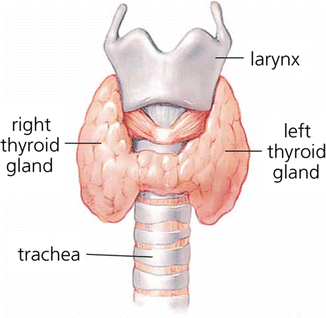 larynx
right
thyroid
gland
left
thyroid
gland
trachea